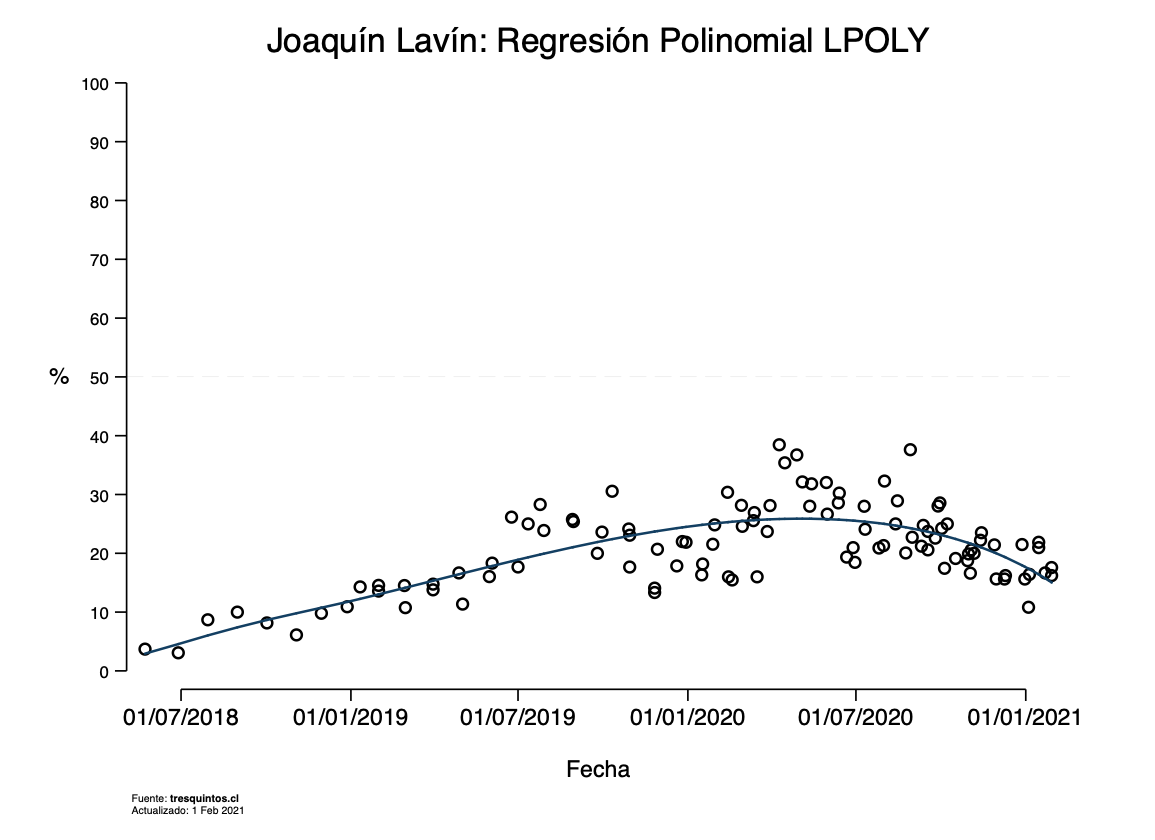 Joaquín Lavín: Regresión Polinomial LPOLY
100
90
80
70
60
% 50
40
30
20
10
0
01/07/2018 01/01/2019 01/07/2019 01/01/2020 01/07/2020 01/01/2021
Fecha
Fuente: tresquintos.cl
Actualizado: 1 Feb 2021